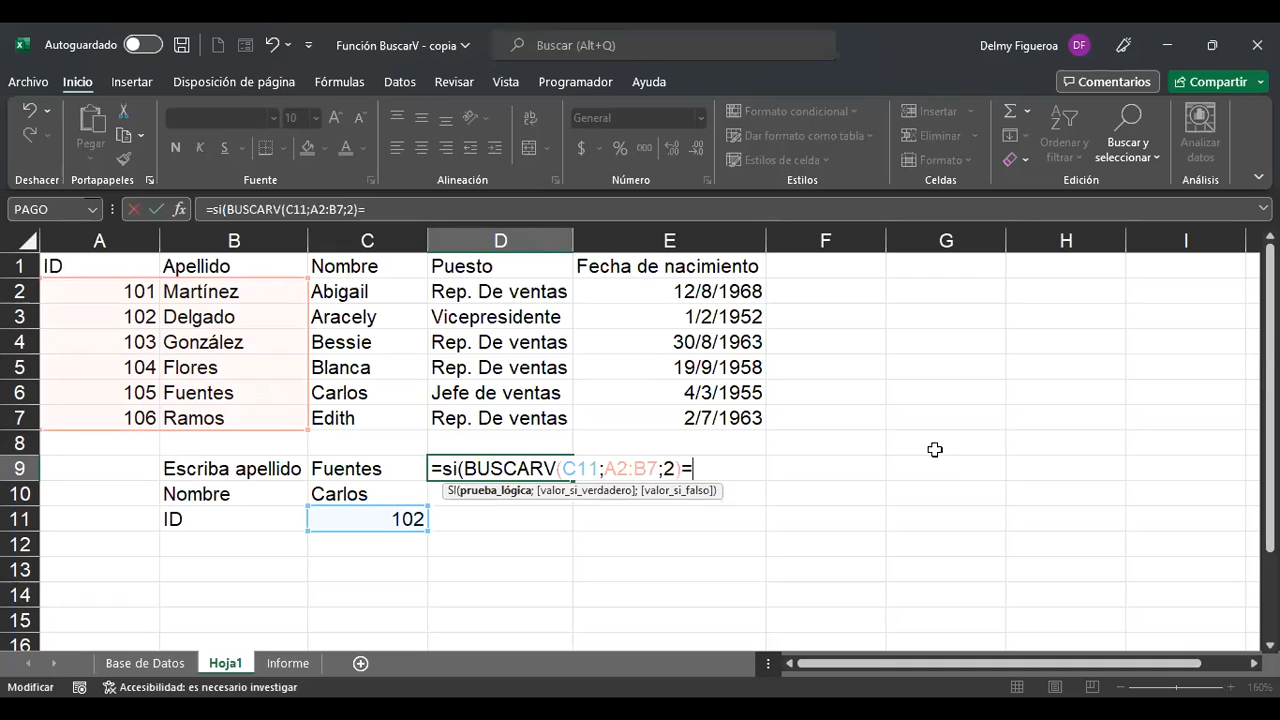 Autoguardado Función BuscarV - copia Buscar (Alt+Q) Delmy Figueroa DF
Archivo Inicio Insertar Disposición de página Fórmulas Datos Revisar Vista Programador Ayuda Comentarios Compartir
Pegar
N K S
10 A A
A
ab
General
$ % 000
Formato condicional
Dar formato como tabla
Estilos de celda
Insertar
Eliminar
Formato
Ordenar y filtrar
Buscar y seleccionar
Analizar datos
Deshacer Portapapeles Fuente Alineación Número Estilos Celdas Edición Análisis
PAGO fx =si(BUSCARV(C11;A2:B7;2)=
A B C D E F G H I
1 ID Apellido Nombre Puesto Fecha de nacimiento
2 101 Martínez Abigail Rep. De ventas 12/8/1968
3 102 Delgado Aracely Vicepresidente 1/2/1952
4 103 González Bessie Rep. De ventas 30/8/1963
5 104 Flores Blanca Rep. De ventas 19/9/1958
6 105 Fuentes Carlos Jefe de ventas 4/3/1955
7 106 Ramos Edith Rep. De ventas 2/7/1963
8
9 Escriba apellido Fuentes =si(BUSCARV(C11;A2:B7;2)=
10 Nombre Carlos SI(prueba_lógica; [valor_si_verdadero]; [valor_si_falso])
11 ID 102
12
13
14
15
16
Base de Datos Hoja1 Informe
Modificar Accesibilidad: es necesario investigar 160%